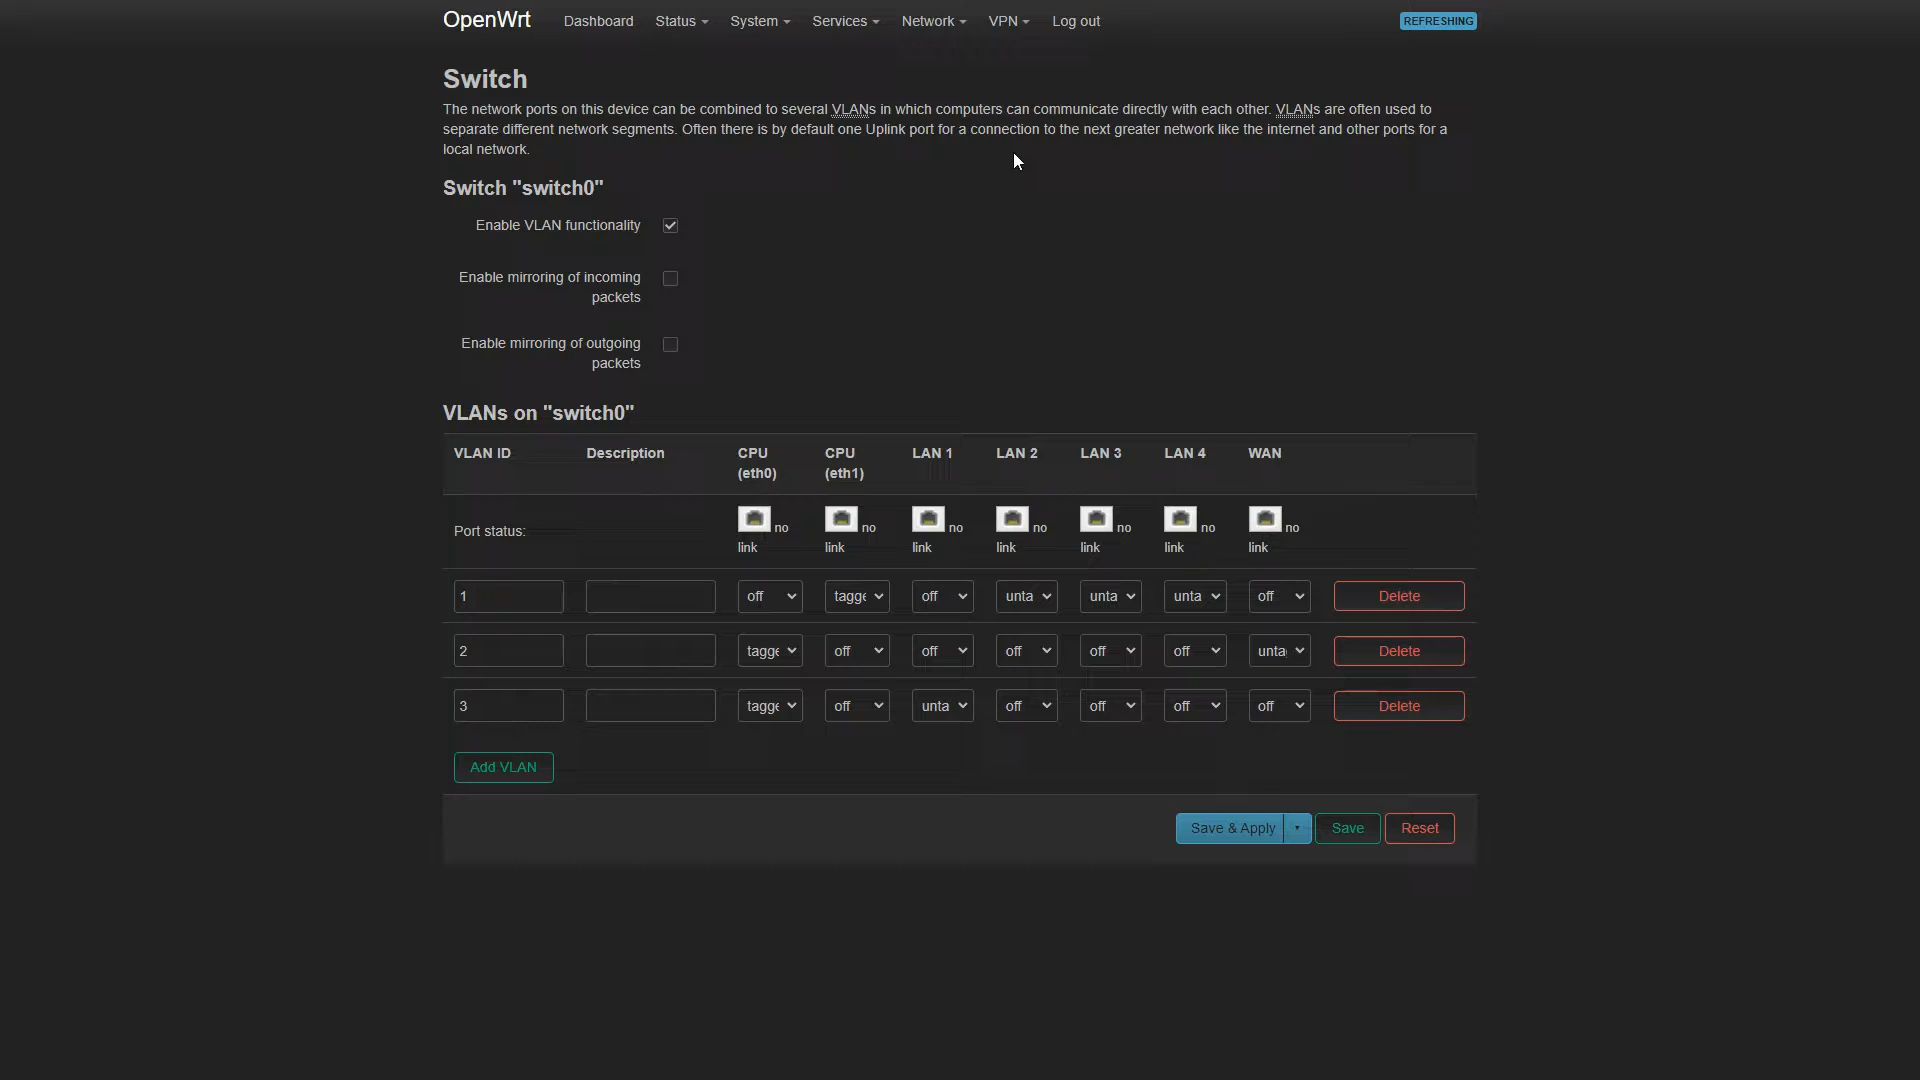 OpenWrt Dashboard Status System Services Network VPN Log out REFRESHING
Switch
The network ports on this device can be combined to several VLANs in which computers can communicate directly with each other. VLANs are often used to
separate different network segments. Often there is by default one Uplink port for a connection to the next greater network like the internet and other ports for a
local network.
Switch "switch0"
Enable VLAN functionality
Enable mirroring of incoming
packets
Enable mirroring of outgoing
packets
VLANs on "switch0"
VLAN ID Description CPU (eth0) CPU (eth1) LAN 1 LAN 2 LAN 3 LAN 4 WAN
Port status: no link no link no link no link no link no link no link
1 off tagge off unta unta unta off Delete
2 tagge off off off off off unta Delete
3 tagge off unta off off off off Delete
Add VLAN
Save & Apply Save Reset